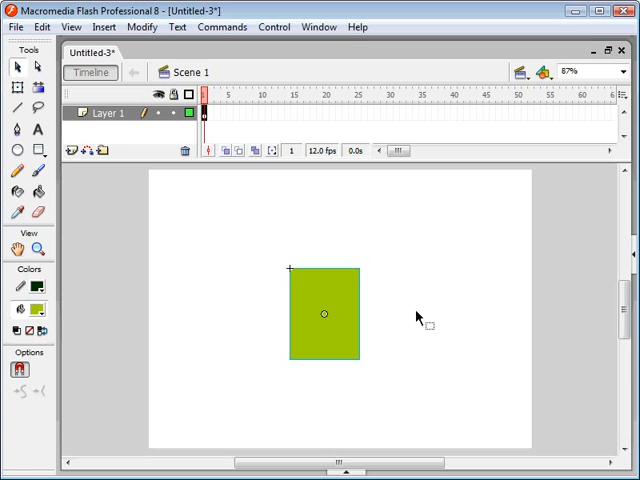 Macromedia Flash Professional 8 - [Untitled-3*]
File Edit View Insert Modify Text Commands Control Window Help
Tools
Untitled-3*
Timeline
Scene 1
87%
1 5 10 15 20 25 30 35 40 45 50 55 60 6
Layer 1
A
1 12.0 fps 0.0s
View
Colors
Options